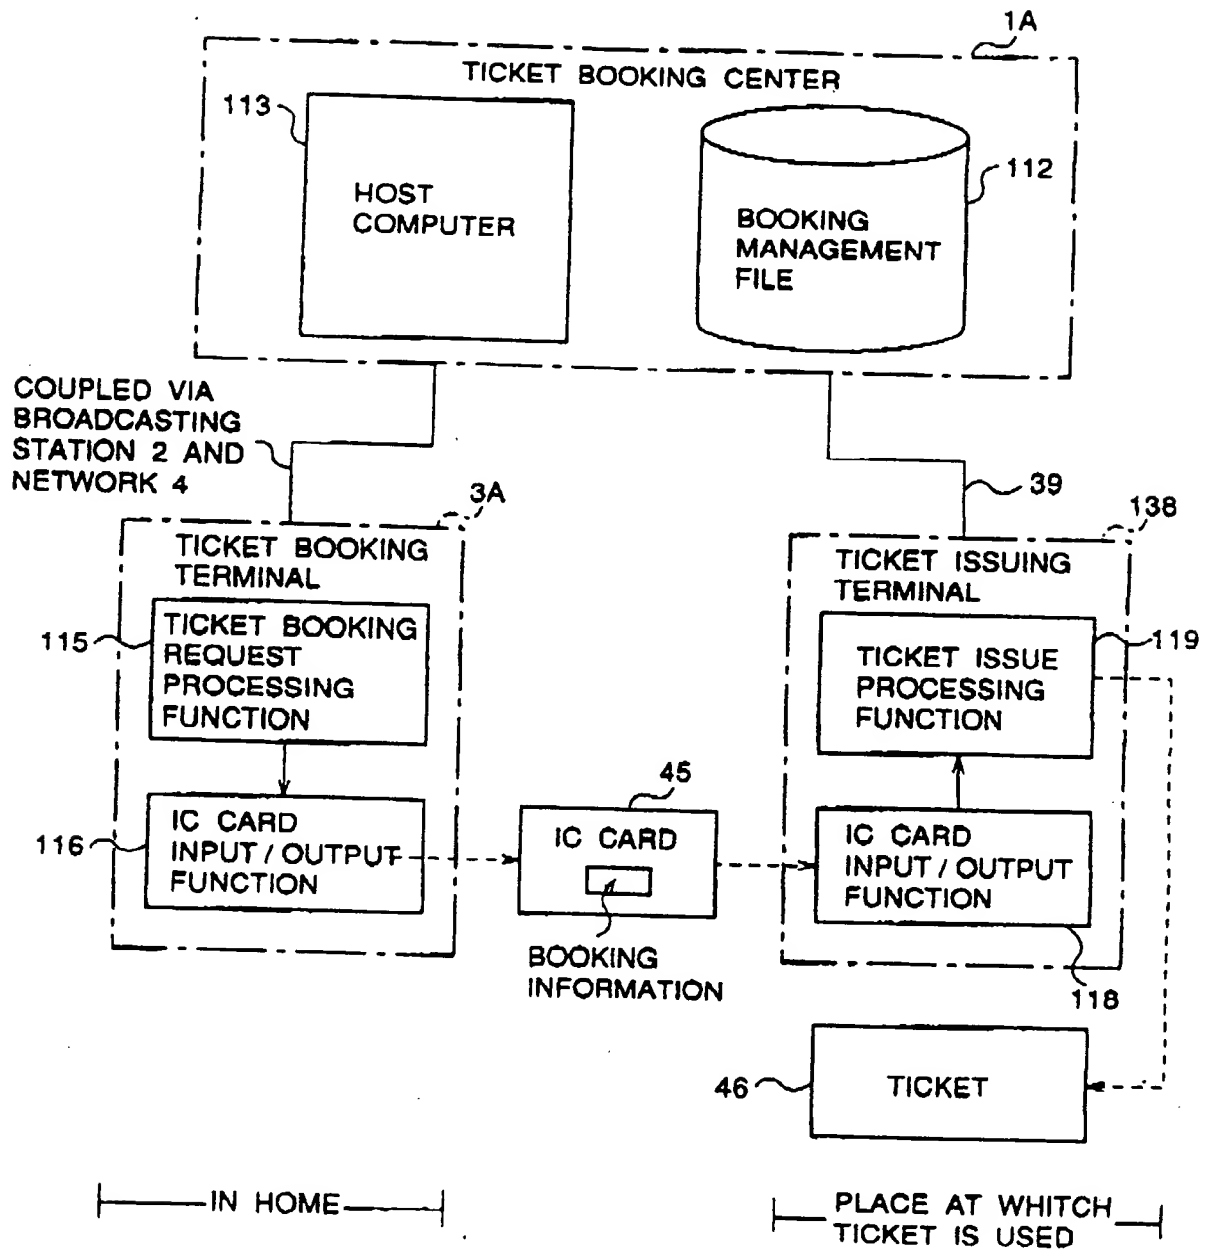 1A
TICKET BOOKING CENTER
113
HOST
COMPUTER
112
BOOKING
MANAGEMENT
FILE
COUPLED VIA
BROADCASTING
STATION 2 AND
NETWORK 4
39
3A
TICKET BOOKING
TERMINAL
115
TICKET BOOKING
REQUEST
PROCESSING
FUNCTION
116
IC CARD
INPUT / OUTPUT
FUNCTION
45
IC CARD
BOOKING
INFORMATION
138
TICKET ISSUING
TERMINAL
119
TICKET ISSUE
PROCESSING
FUNCTION
IC CARD
INPUT / OUTPUT
FUNCTION
118
46
TICKET
IN HOME
PLACE AT WHITCH
TICKET IS USED